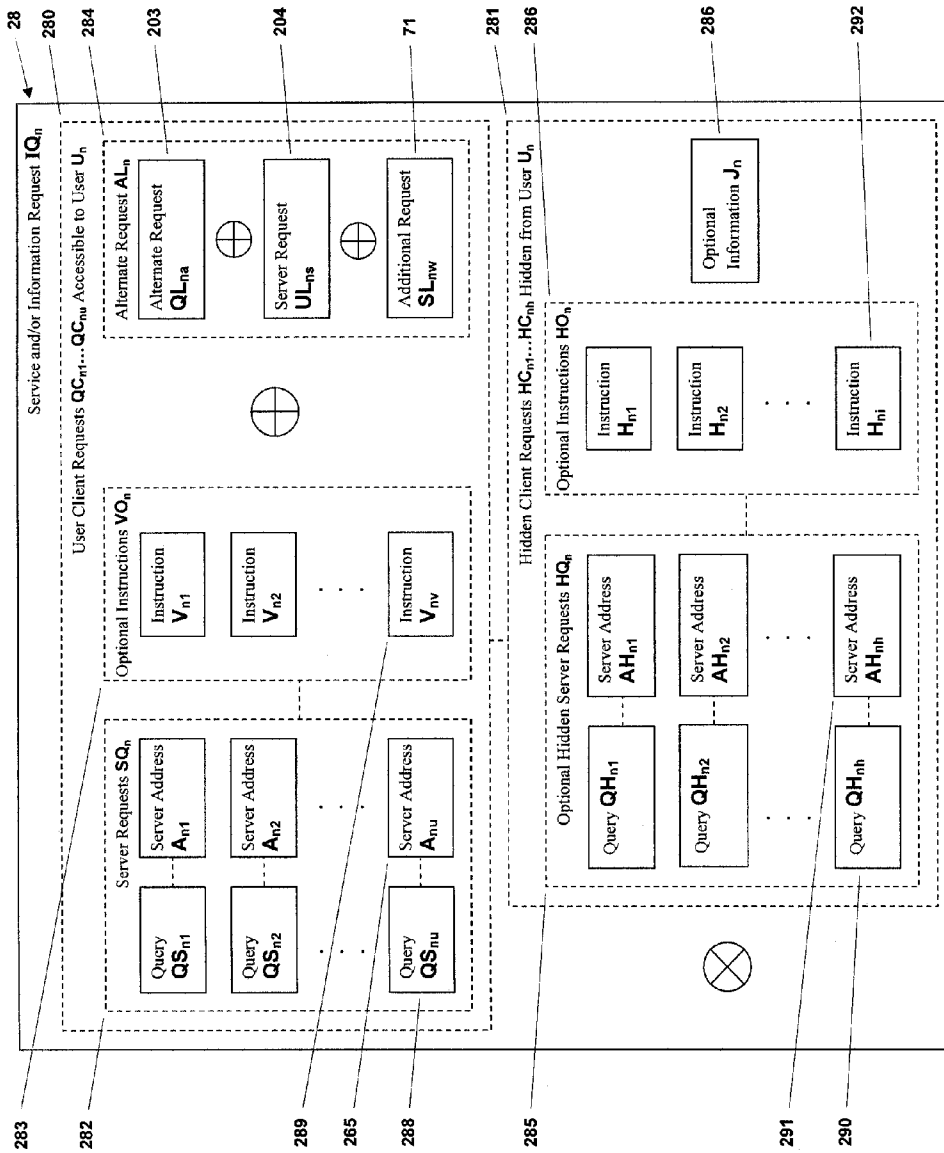 Service and/or Information Request IQn
User Client Requests QCn1...QCnu Accessible to User Un
Server Requests SQn
Query
QSn1
Server Address
An1
Query
QSn2
Server Address
An2
. . .
. . .
Query
QSnu
Server Address
Anu
Optional Instructions VOn
Instruction
Vn1
Instruction
Vn2
. . .
Instruction
Vnv
Alternate Request ALn
Alternate Request
QLna
Server Request
ULns
Additional Request
SLnw
Hidden Client Requests HCn1...HCnh Hidden from User Un
Optional Hidden Server Requests HQn
Query QHn1
Server Address
AHn1
Query QHn2
Server Address
AHn2
. . .
. . .
Query QHnh
Server Address
AHnh
Optional Instructions HOn
Instruction
Hn1
Instruction
Hn2
. . .
Instruction
Hni
Optional
Information Jn
28
280
284
203
204
71
281
286
286
292
283
282
289
265
288
285
291
290